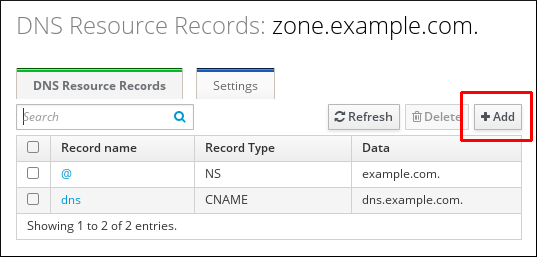 DNS Resource Records: zone.example.com.
DNS Resource Records Settings
Search Refresh Delete Add
Record name Record Type Data
@ NS example.com.
dns CNAME dns.example.com.
Showing 1 to 2 of 2 entries.